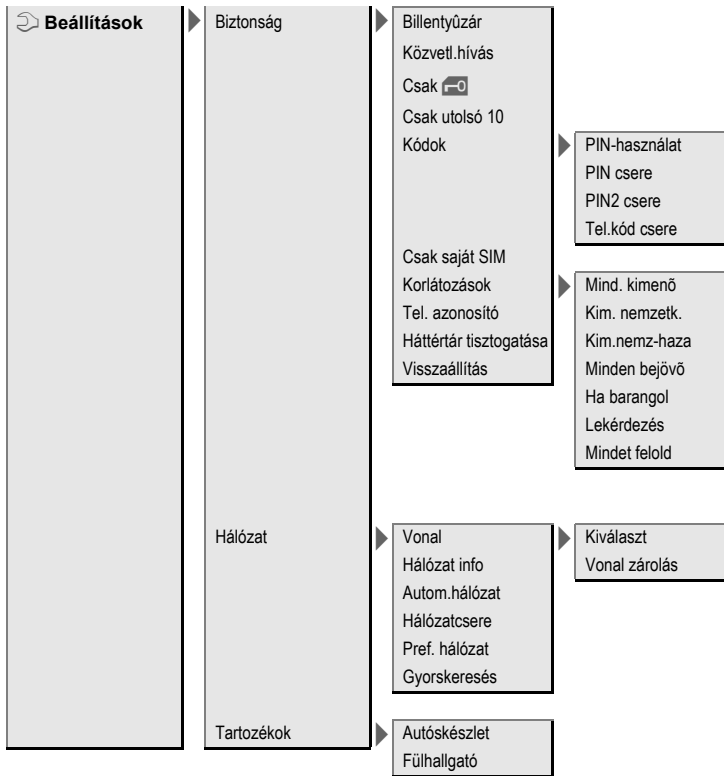 Beállítások
Biztonság
Billentyûzár
Közvetl.hívás
Csak
Csak utolsó 10
Kódok
PIN-használat
PIN csere
PIN2 csere
Tel.kód csere
Csak saját SIM
Korlátozások
Mind. kimenõ
Kim. nemzetk.
Kim.nemz-haza
Minden bejövõ
Ha barangol
Lekérdezés
Mindet felold
Tel. azonosító
Háttértár tisztogatása
Visszaállítás
Hálózat
Vonal
Kiválaszt
Vonal zárolás
Hálózat info
Autom.hálózat
Hálózatcsere
Pref. hálózat
Gyorskeresés
Tartozékok
Autóskészlet
Fülhallgató